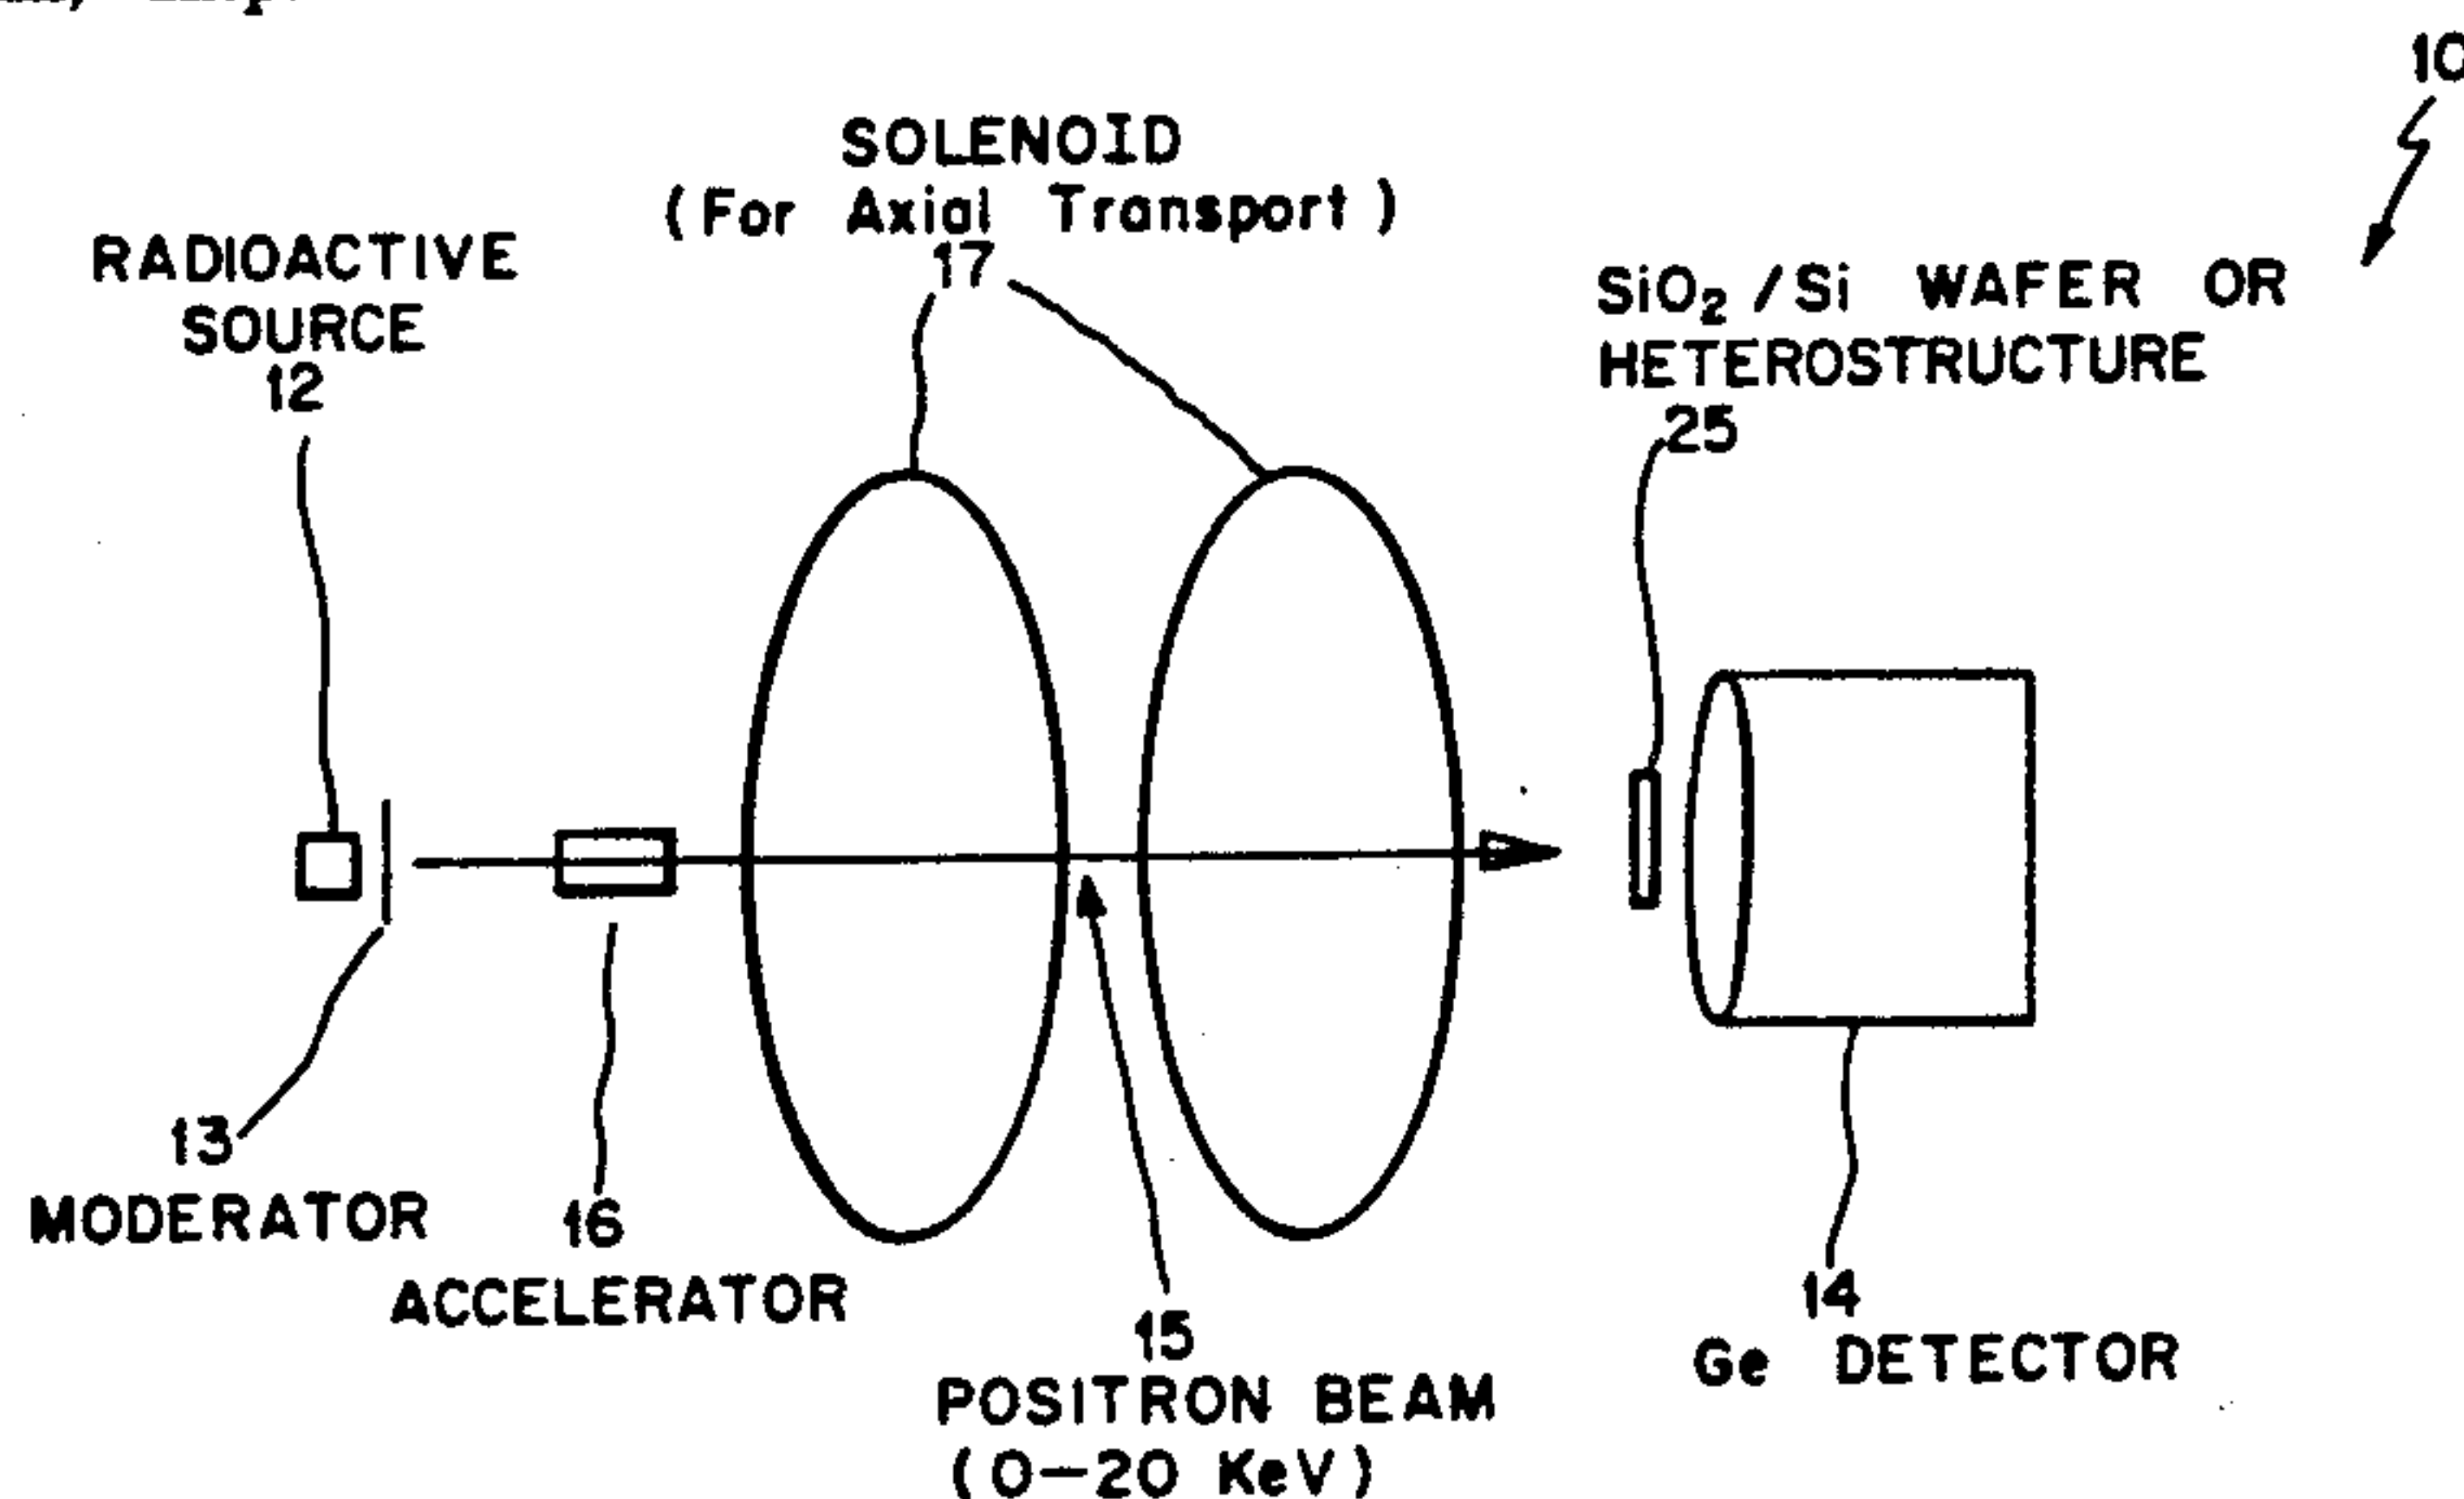 10
SOLENOID
(For Axial Transport)
17
RADIOACTIVE
SOURCE
12
SiO₂/Si WAFER OR
HETEROSTRUCTURE
25
13
MODERATOR
16
ACCELERATOR
15
POSITRON BEAM
(0-20 KeV)
14
Ge DETECTOR